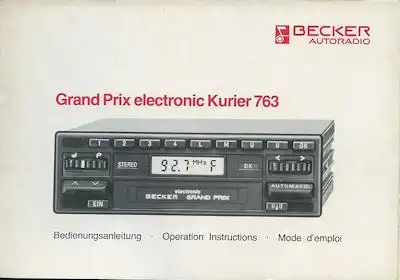 BECKER
AUTORADIO
Grand Prix electronic Kurier 763
1 2 3 4 L M U U OK
STEREO
92.7 MHz F
DK
electronic
BECKER GRAND PRIX
AUTOMATIC
EIN
Bedienungsanleitung · Operation Instructions · Mode d'emploi